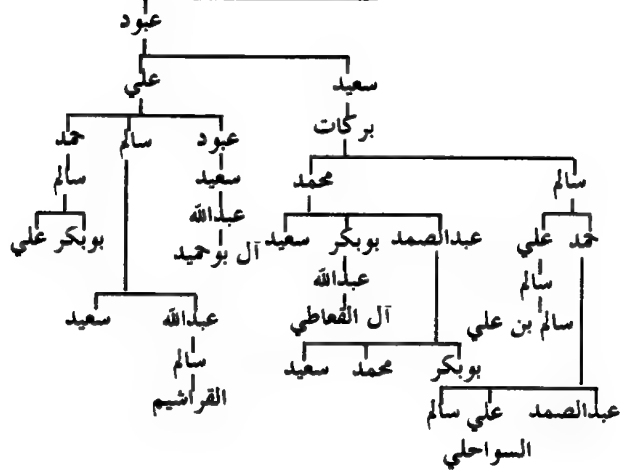 عبود
سعيد علي
بركات
عبود سالم حمد
سالم محمد سعيد سالم
عبدالله
حمد علي عبدالصمد بوبكر سعيد آل بوحميد بوبكر علي
سالم عبدالله
سالم بن علي آل القعاطي عبدالله سعيد
بوبكر محمد سعيد سالم
القراشيم
عبدالصمد علي سالم
السواحلي